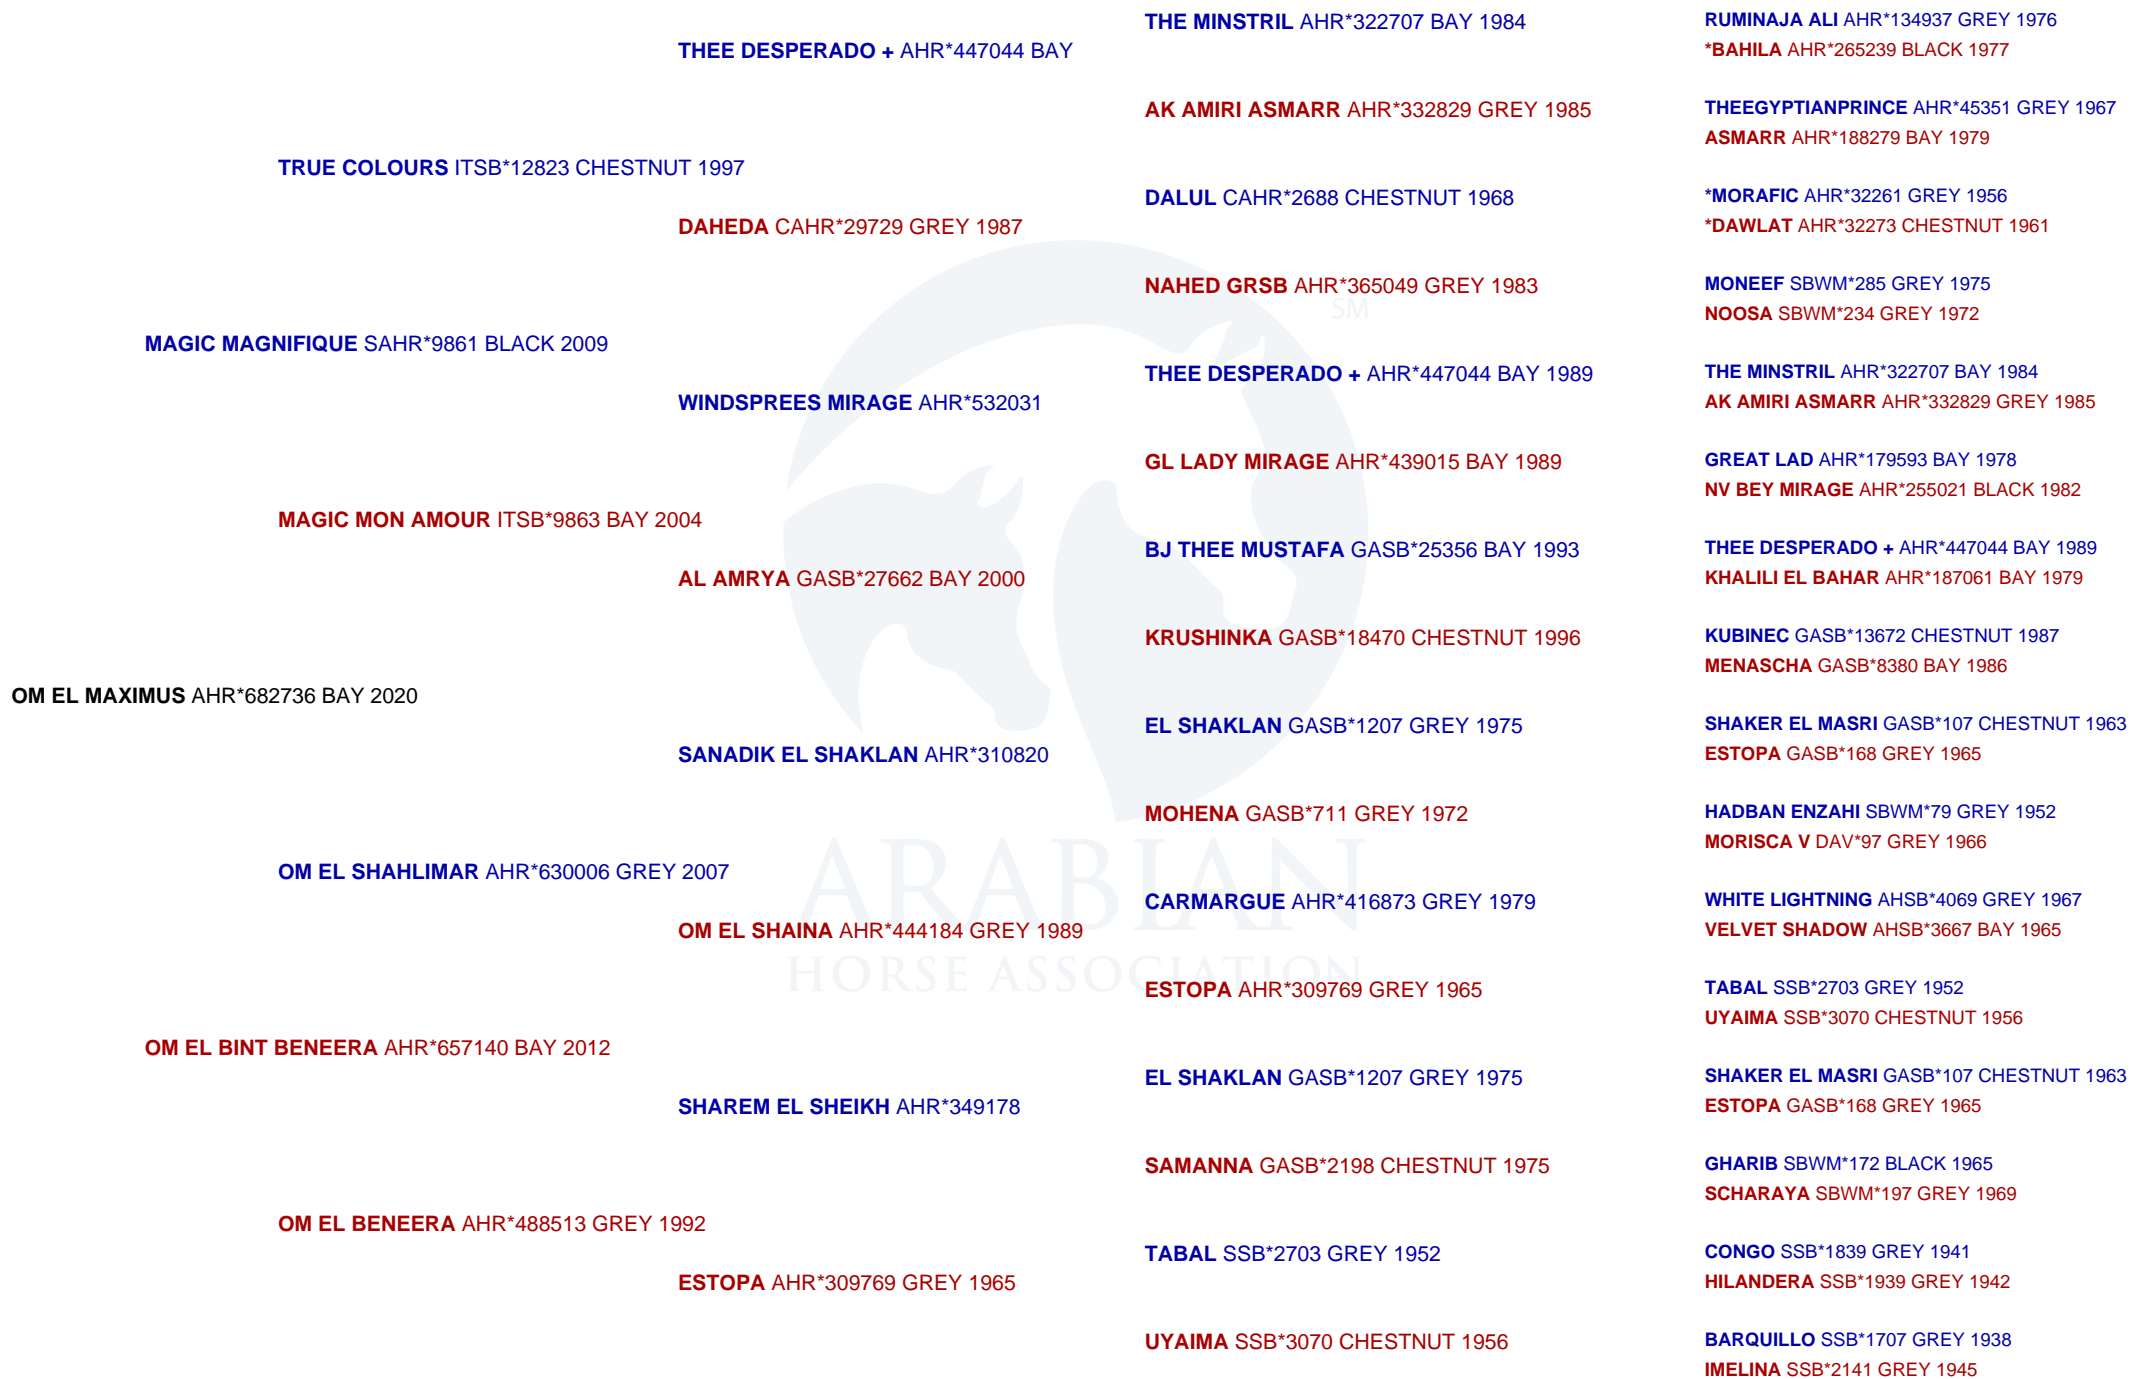 THE MINSTRIL AHR*322707 BAY 1984
RUMINAJA ALI AHR*134937 GREY 1976
THEE DESPERADO + AHR*447044 BAY
*BAHILA AHR*265239 BLACK 1977
AK AMIRI ASMARR AHR*332829 GREY 1985
THEEGYPTIANPRINCE AHR*45351 GREY 1967
ASMARR AHR*188279 BAY 1979
TRUE COLOURS ITSB*12823 CHESTNUT 1997
DALUL CAHR*2688 CHESTNUT 1968
*MORAFIC AHR*32261 GREY 1956
DAHEDA CAHR*29729 GREY 1987
*DAWLAT AHR*32273 CHESTNUT 1961
NAHED GRSB AHR*365049 GREY 1983
MONEEF SBWM*285 GREY 1975
SM
NOOSA SBWM*234 GREY 1972
MAGIC MAGNIFIQUE SAHR*9861 BLACK 2009
THEE DESPERADO + AHR*447044 BAY 1989
THE MINSTRIL AHR*322707 BAY 1984
WINDSPREES MIRAGE AHR*532031
AK AMIRI ASMARR AHR*332829 GREY 1985
GL LADY MIRAGE AHR*439015 BAY 1989
GREAT LAD AHR*179593 BAY 1978
NV BEY MIRAGE AHR*255021 BLACK 1982
MAGIC MON AMOUR ITSB*9863 BAY 2004
BJ THEE MUSTAFA GASB*25356 BAY 1993
THEE DESPERADO + AHR*447044 BAY 1989
AL AMRYA GASB*27662 BAY 2000
KHALILI EL BAHAR AHR*187061 BAY 1979
KRUSHINKA GASB*18470 CHESTNUT 1996
KUBINEC GASB*13672 CHESTNUT 1987
MENASCHA GASB*8380 BAY 1986
OM EL MAXIMUS AHR*682736 BAY 2020
EL SHAKLAN GASB*1207 GREY 1975
SHAKER EL MASRI GASB*107 CHESTNUT 1963
SANADIK EL SHAKLAN AHR*310820
ESTOPA GASB*168 GREY 1965
MOHENA GASB*711 GREY 1972
HADBAN ENZAHI SBWM*79 GREY 1952
MORISCA V DAV*97 GREY 1966
ARABIAN
OM EL SHAHLIMAR AHR*630006 GREY 2007
CARMARGUE AHR*416873 GREY 1979
WHITE LIGHTNING AHSB*4069 GREY 1967
OM EL SHAINA AHR*444184 GREY 1989
VELVET SHADOW AHSB*3667 BAY 1965
HORSE ASSOCIATION
ESTOPA AHR*309769 GREY 1965
TABAL SSB*2703 GREY 1952
UYAIMA SSB*3070 CHESTNUT 1956
OM EL BINT BENEERA AHR*657140 BAY 2012
EL SHAKLAN GASB*1207 GREY 1975
SHAKER EL MASRI GASB*107 CHESTNUT 1963
SHAREM EL SHEIKH AHR*349178
ESTOPA GASB*168 GREY 1965
SAMANNA GASB*2198 CHESTNUT 1975
GHARIB SBWM*172 BLACK 1965
SCHARAYA SBWM*197 GREY 1969
OM EL BENEERA AHR*488513 GREY 1992
TABAL SSB*2703 GREY 1952
CONGO SSB*1839 GREY 1941
ESTOPA AHR*309769 GREY 1965
HILANDERA SSB*1939 GREY 1942
UYAIMA SSB*3070 CHESTNUT 1956
BARQUILLO SSB*1707 GREY 1938
IMELINA SSB*2141 GREY 1945